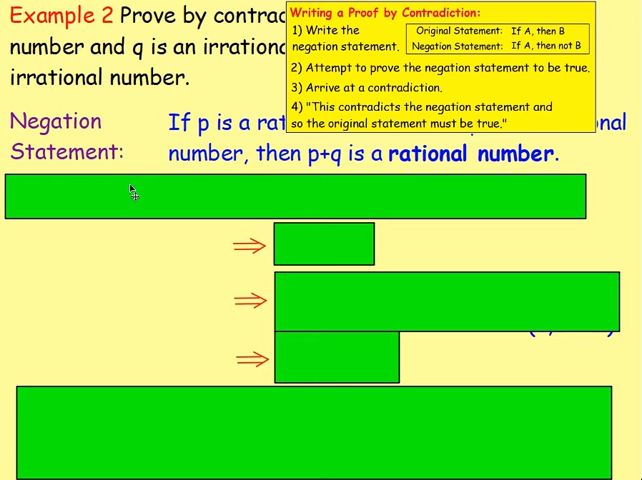 Example 2 Prove by contrad
number and q is an irration
irrational number.
Writing a Proof by Contradiction:
1) Write the
negation statement.
Original Statement: If A, then B
Negation Statement: If A, then not B
2) Attempt to prove the negation statement to be true.
3) Arrive at a contradiction.
4) "This contradicts the negation statement and
so the original statement must be true."
Negation
Statement:
If p is a rat onal
number, then p+q is a rational number.